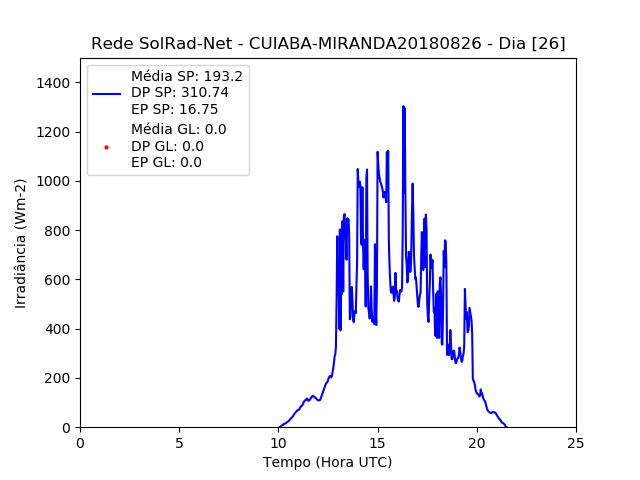 Rede SolRad-Net - CUIABA-MIRANDA20180826 - Dia [26]
Média SP: 193.2
DP SP: 310.74
EP SP: 16.75
Média GL: 0.0
DP GL: 0.0
EP GL: 0.0
Irradiância (Wm-2)
1400
1200
1000
800
600
400
200
0
0 5 10 15 20 25
Tempo (Hora UTC)